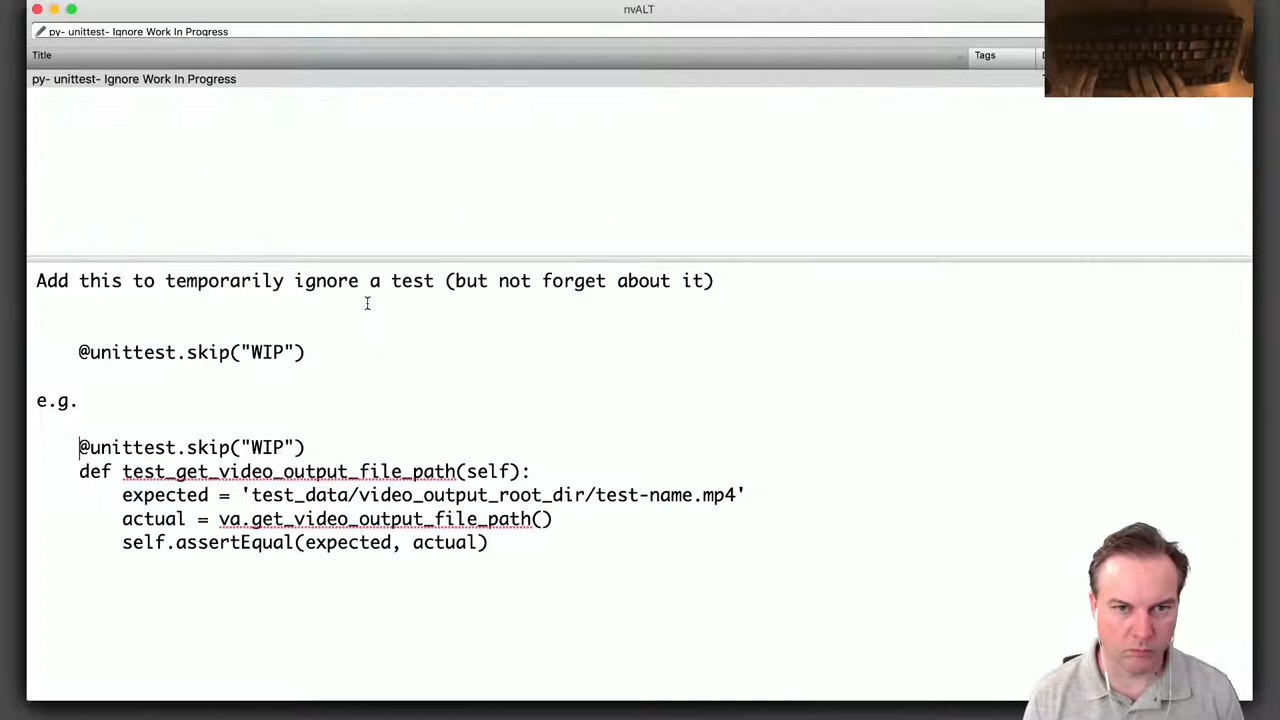 nvALT
py- unittest- Ignore Work In Progress
Title
Tags
py- unittest- Ignore Work In Progress
Add this to temporarily ignore a test (but not forget about it)
@unittest.skip("WIP")
e.g.
@unittest.skip("WIP")
def test_get_video_output_file_path(self):
expected = 'test_data/video_output_root_dir/test-name.mp4'
actual = va.get_video_output_file_path()
self.assertEqual(expected, actual)